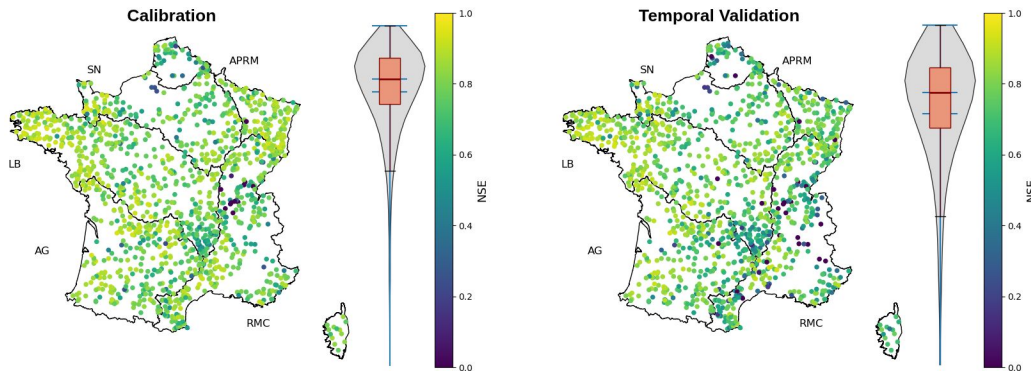 Calibration
SN
APRM
LB
AG
RMC
1.0
0.8
0.6
0.4
0.2
0.0
NSE
Temporal Validation
SN
APRM
LB
AG
RMC
1.0
0.8
0.6
0.4
0.2
0.0
NSE